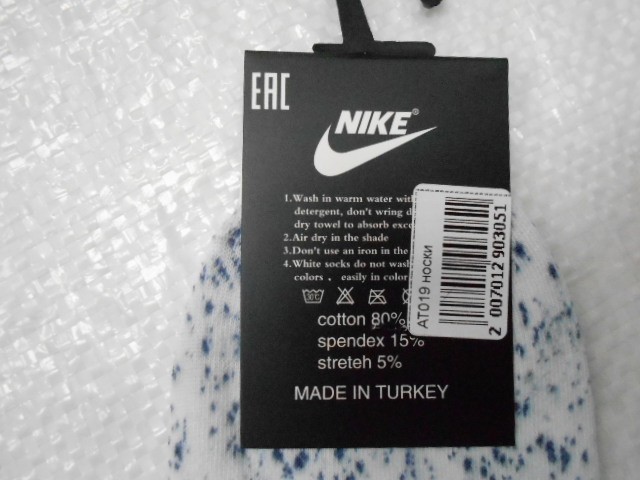 EAC
NIKE®
1.Wash in warm water with
detergent, don't wring d
dry towel to absorb exce
2.Air dry in the shade
3.Don't use an iron in the
4.White socks do not wash
colors 、 easily in color
30°C
cotton 80%
spendex 15%
streteh 5%
MADE IN TURKEY
AT019 носки
2 007012 903051